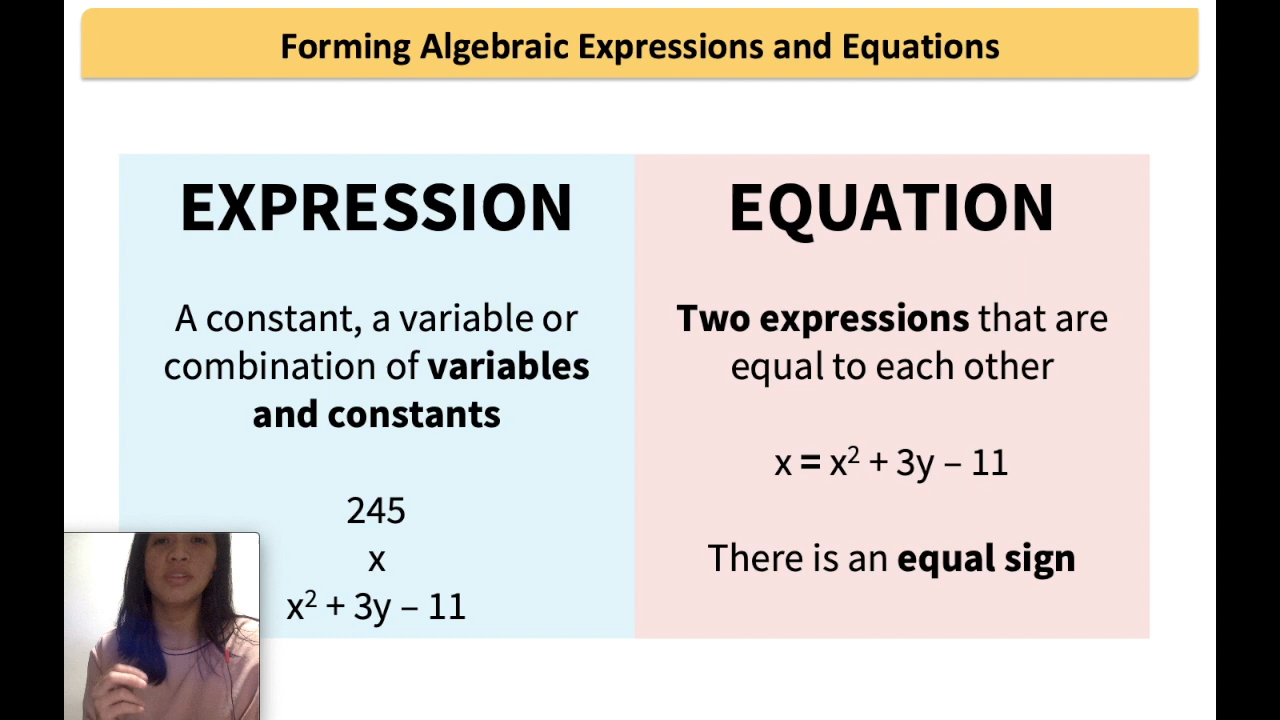 Forming Algebraic Expressions and Equations
EXPRESSION
A constant, a variable or
combination of variables
and constants
245
x
x² + 3y – 11
EQUATION
Two expressions that are
equal to each other
x = x² + 3y – 11
There is an equal sign